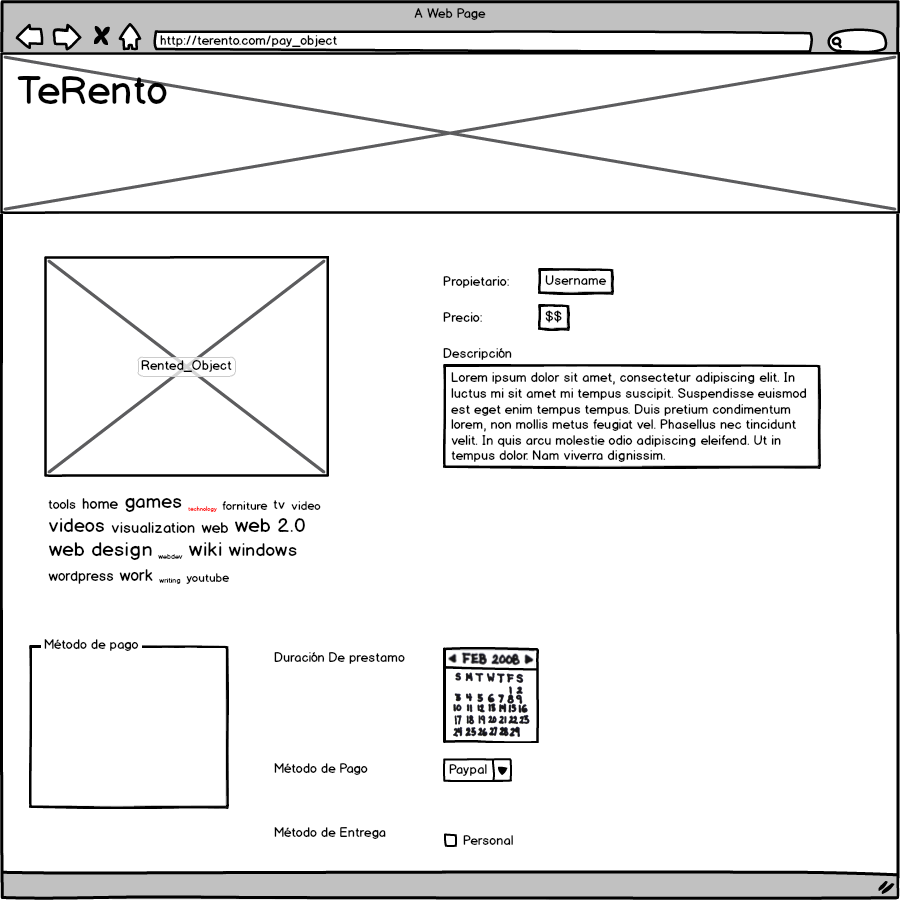 A Web Page
http://terento.com/pay_object
TeRento
Rented_Object
Propietario: Username
Precio: $$
Descripción
Lorem ipsum dolor sit amet, consectetur adipiscing elit. In
luctus mi sit amet mi tempus suscipit. Suspendisse euismod
est eget enim tempus tempus. Duis pretium condimentum
lorem, non mollis metus feugiat vel. Phasellus nec tincidunt
velit. In quis arcu molestie odio adipiscing eleifend. Ut in
tempus dolor. Nam viverra dignissim.
tools home games technology forniture tv video
videos visualization web web 2.0
web design webdev wiki windows
wordpress work writing youtube
Método de pago
Duración De prestamo
FEB 2008
S M T W T F S
1 2
3 4 5 6 7 8 9
10 11 12 13 14 15 16
17 18 19 20 21 22 23
24 25 26 27 28 29
Método de Pago Paypal
Método de Entrega Personal